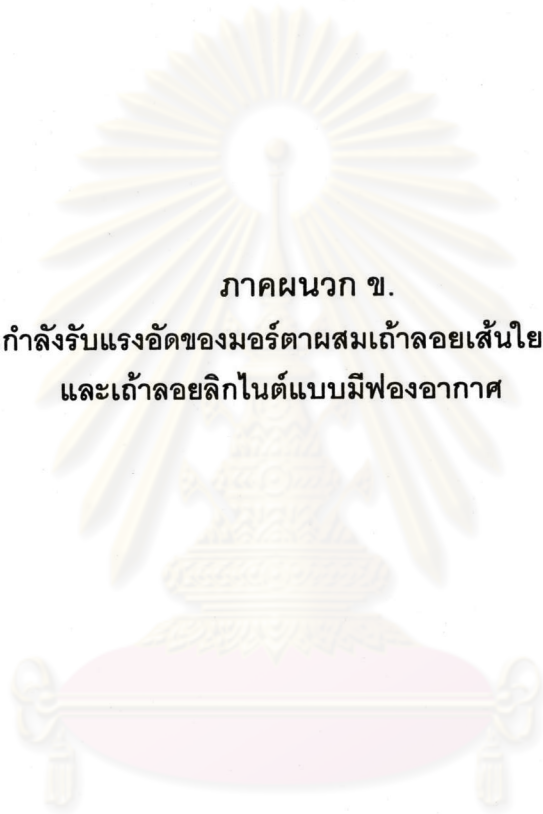 ภาคผนวก ข.
กำลังรับแรงอัดของมอร์ตาผสมเถ้าลอยเส้นใย
และเถ้าลอยลิกไนต์แบบมีฟองอากาศ